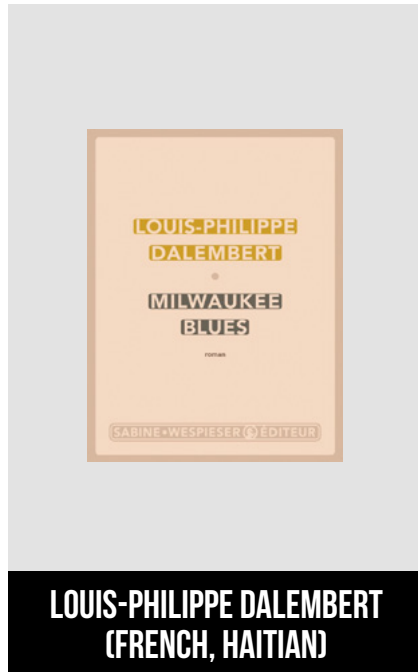 LOUIS-PHILIPPE
DALEMBERT
MILWAUKEE
BLUES
roman
SABINE•WESPIESER ÉDITEUR
LOUIS-PHILIPPE DALEMBERT
(FRENCH, HAITIAN)